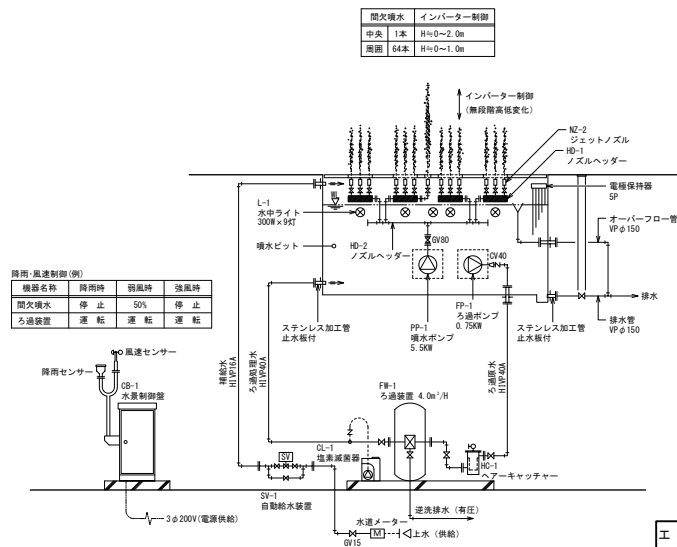 間欠噴水 インバーター制御
中央 1本 H≒0～2.0m
周囲 64本 H≒0～1.0m
インバーター制御
(無段階高低変化)
NZ-2
ジェットノズル
HD-1
ノズルヘッダー
電極保持器
5P
WL
L-1
水中ライト
300W×9灯
オーバーフロー管
VPφ150
噴水ピット
HD-2
ノズルヘッダー
GV80
CV40
降雨・風速制御(例)
機器名称 降雨時 弱風時 強風時
間欠噴水 停 止 50% 停 止
ろ過装置 運 転 運 転 運 転
排水
排水管
VPφ150
FP-1
ろ過ポンプ
0.75KW
PP-1
噴水ポンプ
5.5KW
ステンレス加工管
止水板付
ステンレス加工管
止水板付
風速センサー
降雨センサー
CB-1
水景制御盤
補給水
HIVP16A
ろ過処理水
HIVP40A
ろ過原水
HIVP40A
FW-1
ろ過装置 4.0m³/H
CL-1
塩素滅菌器
SV
HC-1
ヘアーキャッチャー
SV-1
自動給水装置
3φ200V(電源供給)
逆洗排水（有圧）
水道メーター
M
上水（供給）
GV15
工